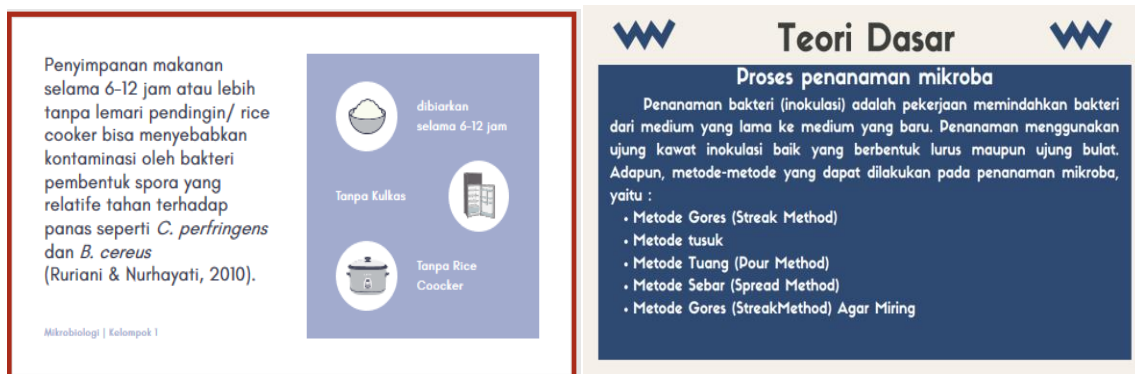 Penyimpanan makanan
selama 6-12 jam atau lebih
tanpa lemari pendingin/ rice
cooker bisa menyebabkan
kontaminasi oleh bakteri
pembentuk spora yang
relatife tahan terhadap
panas seperti C. perfringens
dan B. cereus
(Ruriani & Nurhayati, 2010).
dibiarkan
selama 6-12 jam
Tanpa Kulkas
Tanpa Rice
Coocker
Mikrobiologi | Kelompok 1
Teori Dasar
Proses penanaman mikroba
Penanaman bakteri (inokulasi) adalah pekerjaan memindahkan bakteri
dari medium yang lama ke medium yang baru. Penanaman menggunakan
ujung kawat inokulasi baik yang berbentuk lurus maupun ujung bulat.
Adapun, metode-metode yang dapat dilakukan pada penanaman mikroba,
yaitu :
• Metode Gores (Streak Method)
• Metode tusuk
• Metode Tuang (Pour Method)
• Metode Sebar (Spread Method)
• Metode Gores (StreakMethod) Agar Miring